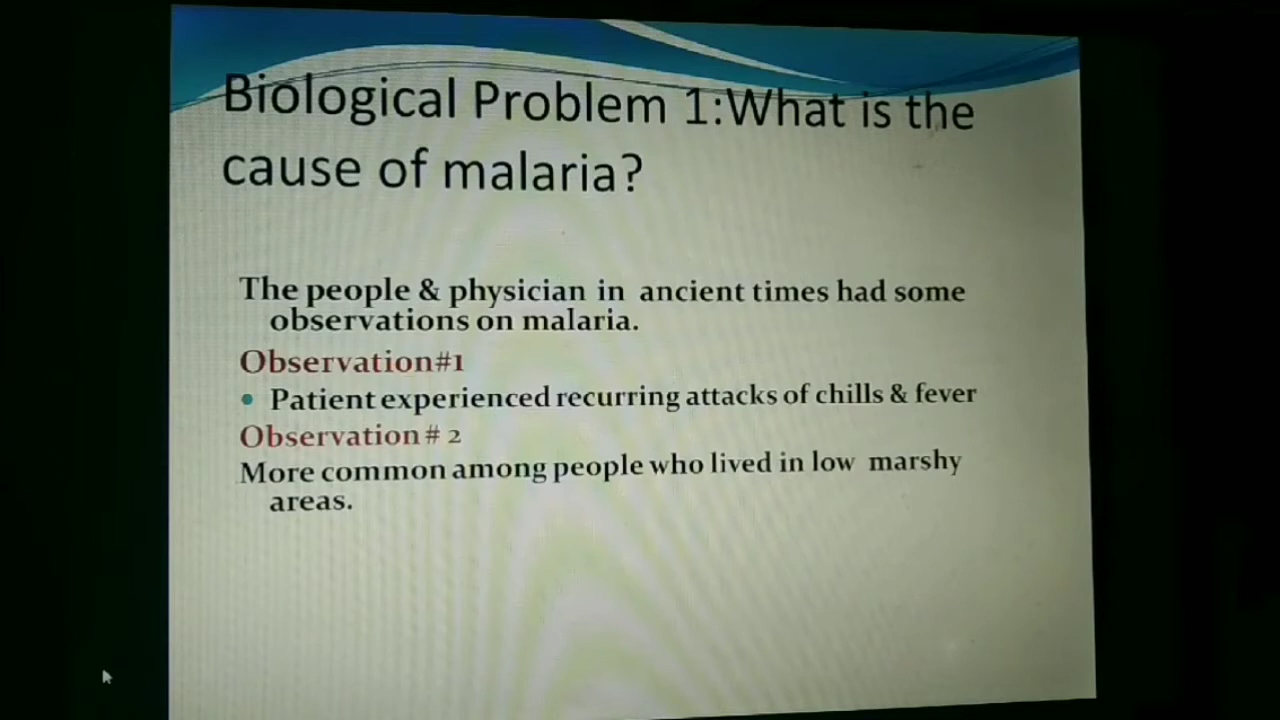 Biological Problem 1:What is the
cause of malaria?
The people & physician in ancient times had some
observations on malaria.
Observation#1
• Patient experienced recurring attacks of chills & fever
Observation # 2
More common among people who lived in low marshy
areas.